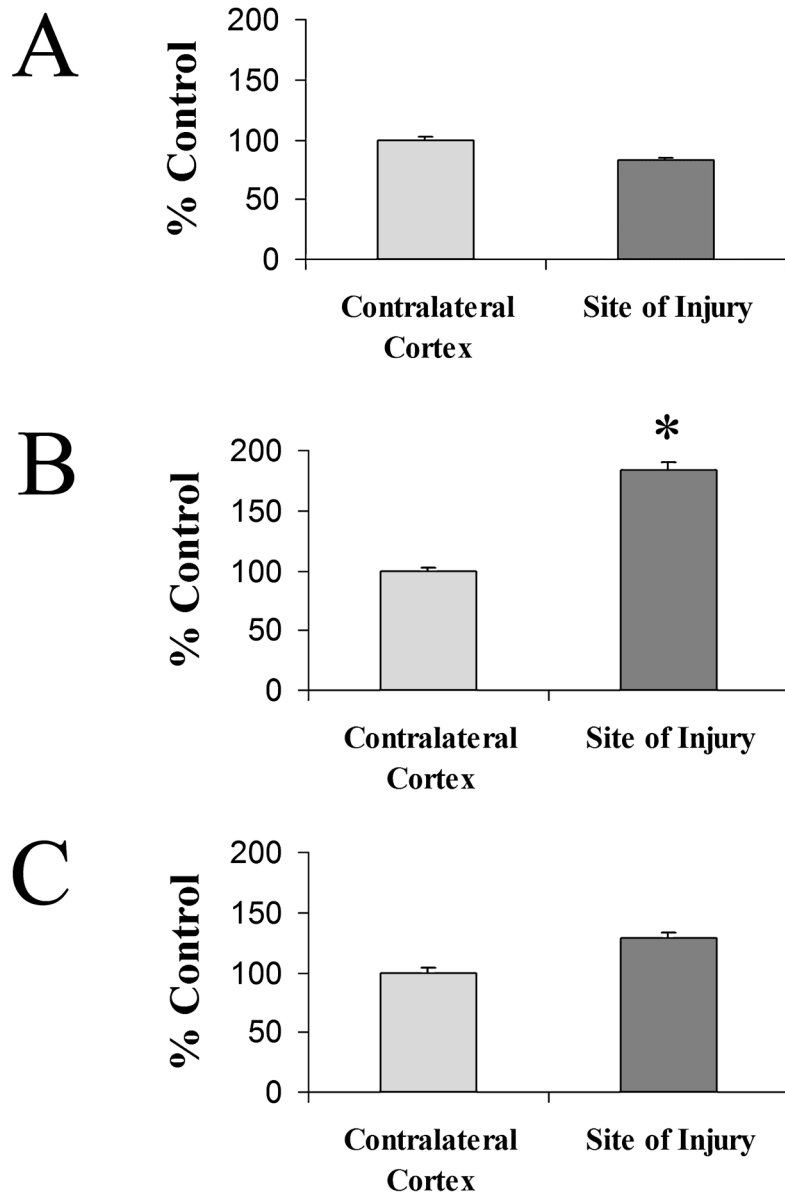 A
% Control
200
150
100
50
0
Contralateral Cortex
Site of Injury
B
% Control
200
150
100
50
0
*
Contralateral Cortex
Site of Injury
C
% Control
200
150
100
50
0
Contralateral Cortex
Site of Injury